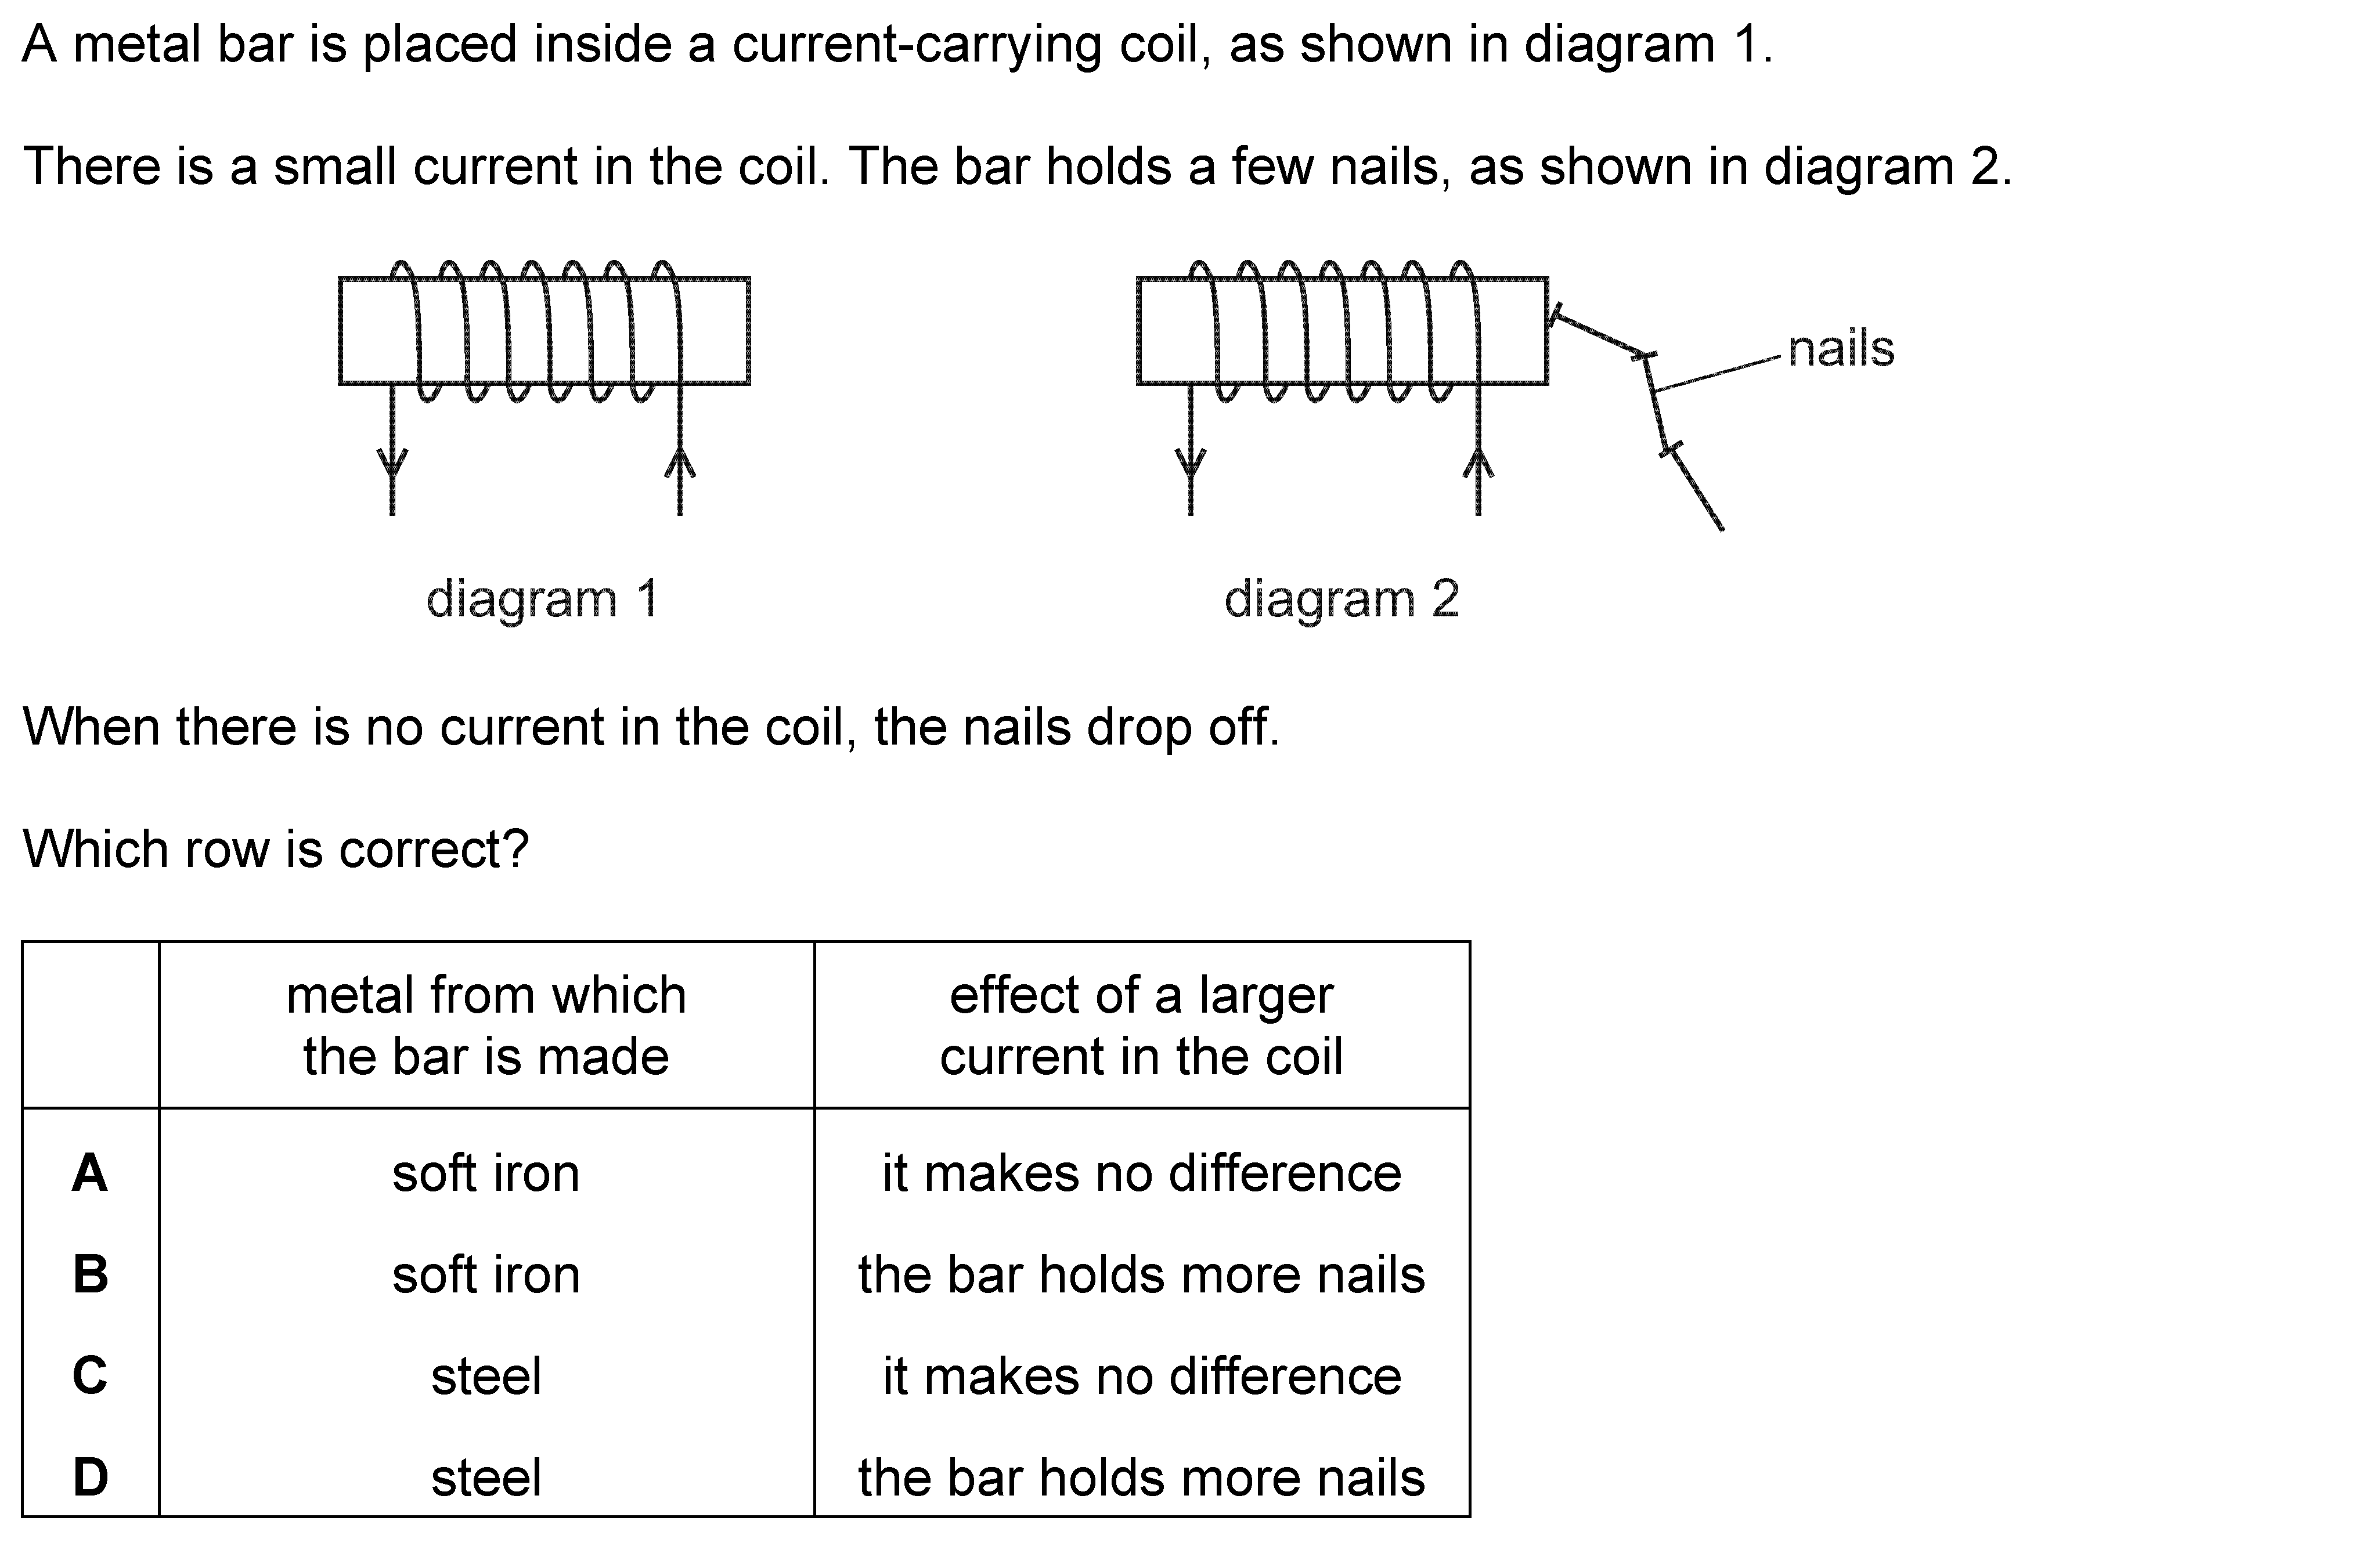 A metal bar is placed inside a current-carrying coil, as shown in diagram 1.
There is a small current in the coil. The bar holds a few nails, as shown in diagram 2.
nails
diagram 1
diagram 2
When there is no current in the coil, the nails drop off.
Which row is correct?
metal from which
the bar is made
effect of a larger
current in the coil
A soft iron it makes no difference
B soft iron the bar holds more nails
C steel it makes no difference
D steel the bar holds more nails